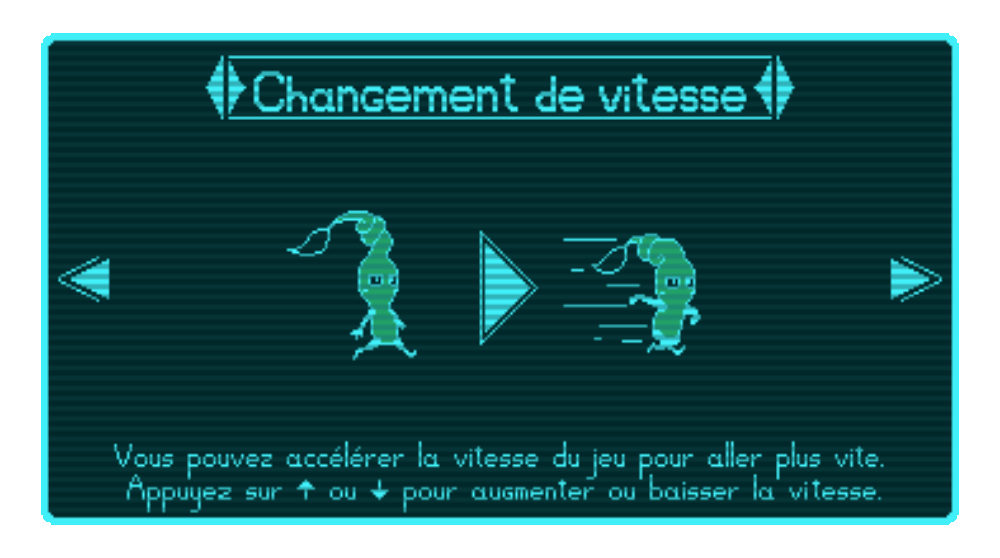 Changement de vitesse
Vous pouvez accélérer la vitesse du jeu pour aller plus vite.
Appuyez sur ↑ ou ↓ pour augmenter ou baisser la vitesse.